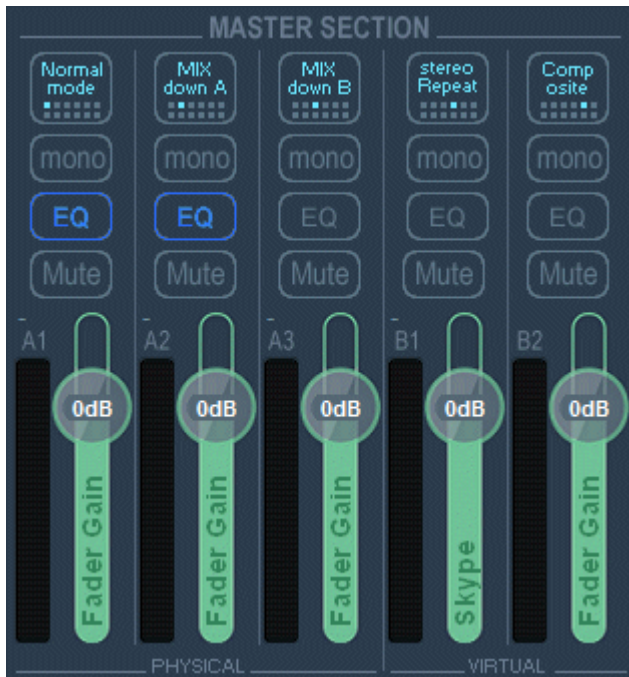 MASTER SECTION
Normal mode
MIX down A
MIX down B
stereo Repeat
Comp osite
mono
mono
mono
mono
mono
EQ
EQ
EQ
EQ
EQ
Mute
Mute
Mute
Mute
Mute
A1
A2
A3
B1
B2
0dB
0dB
0dB
0dB
0dB
Fader Gain
Fader Gain
Fader Gain
Skype
Fader Gain
PHYSICAL
VIRTUAL